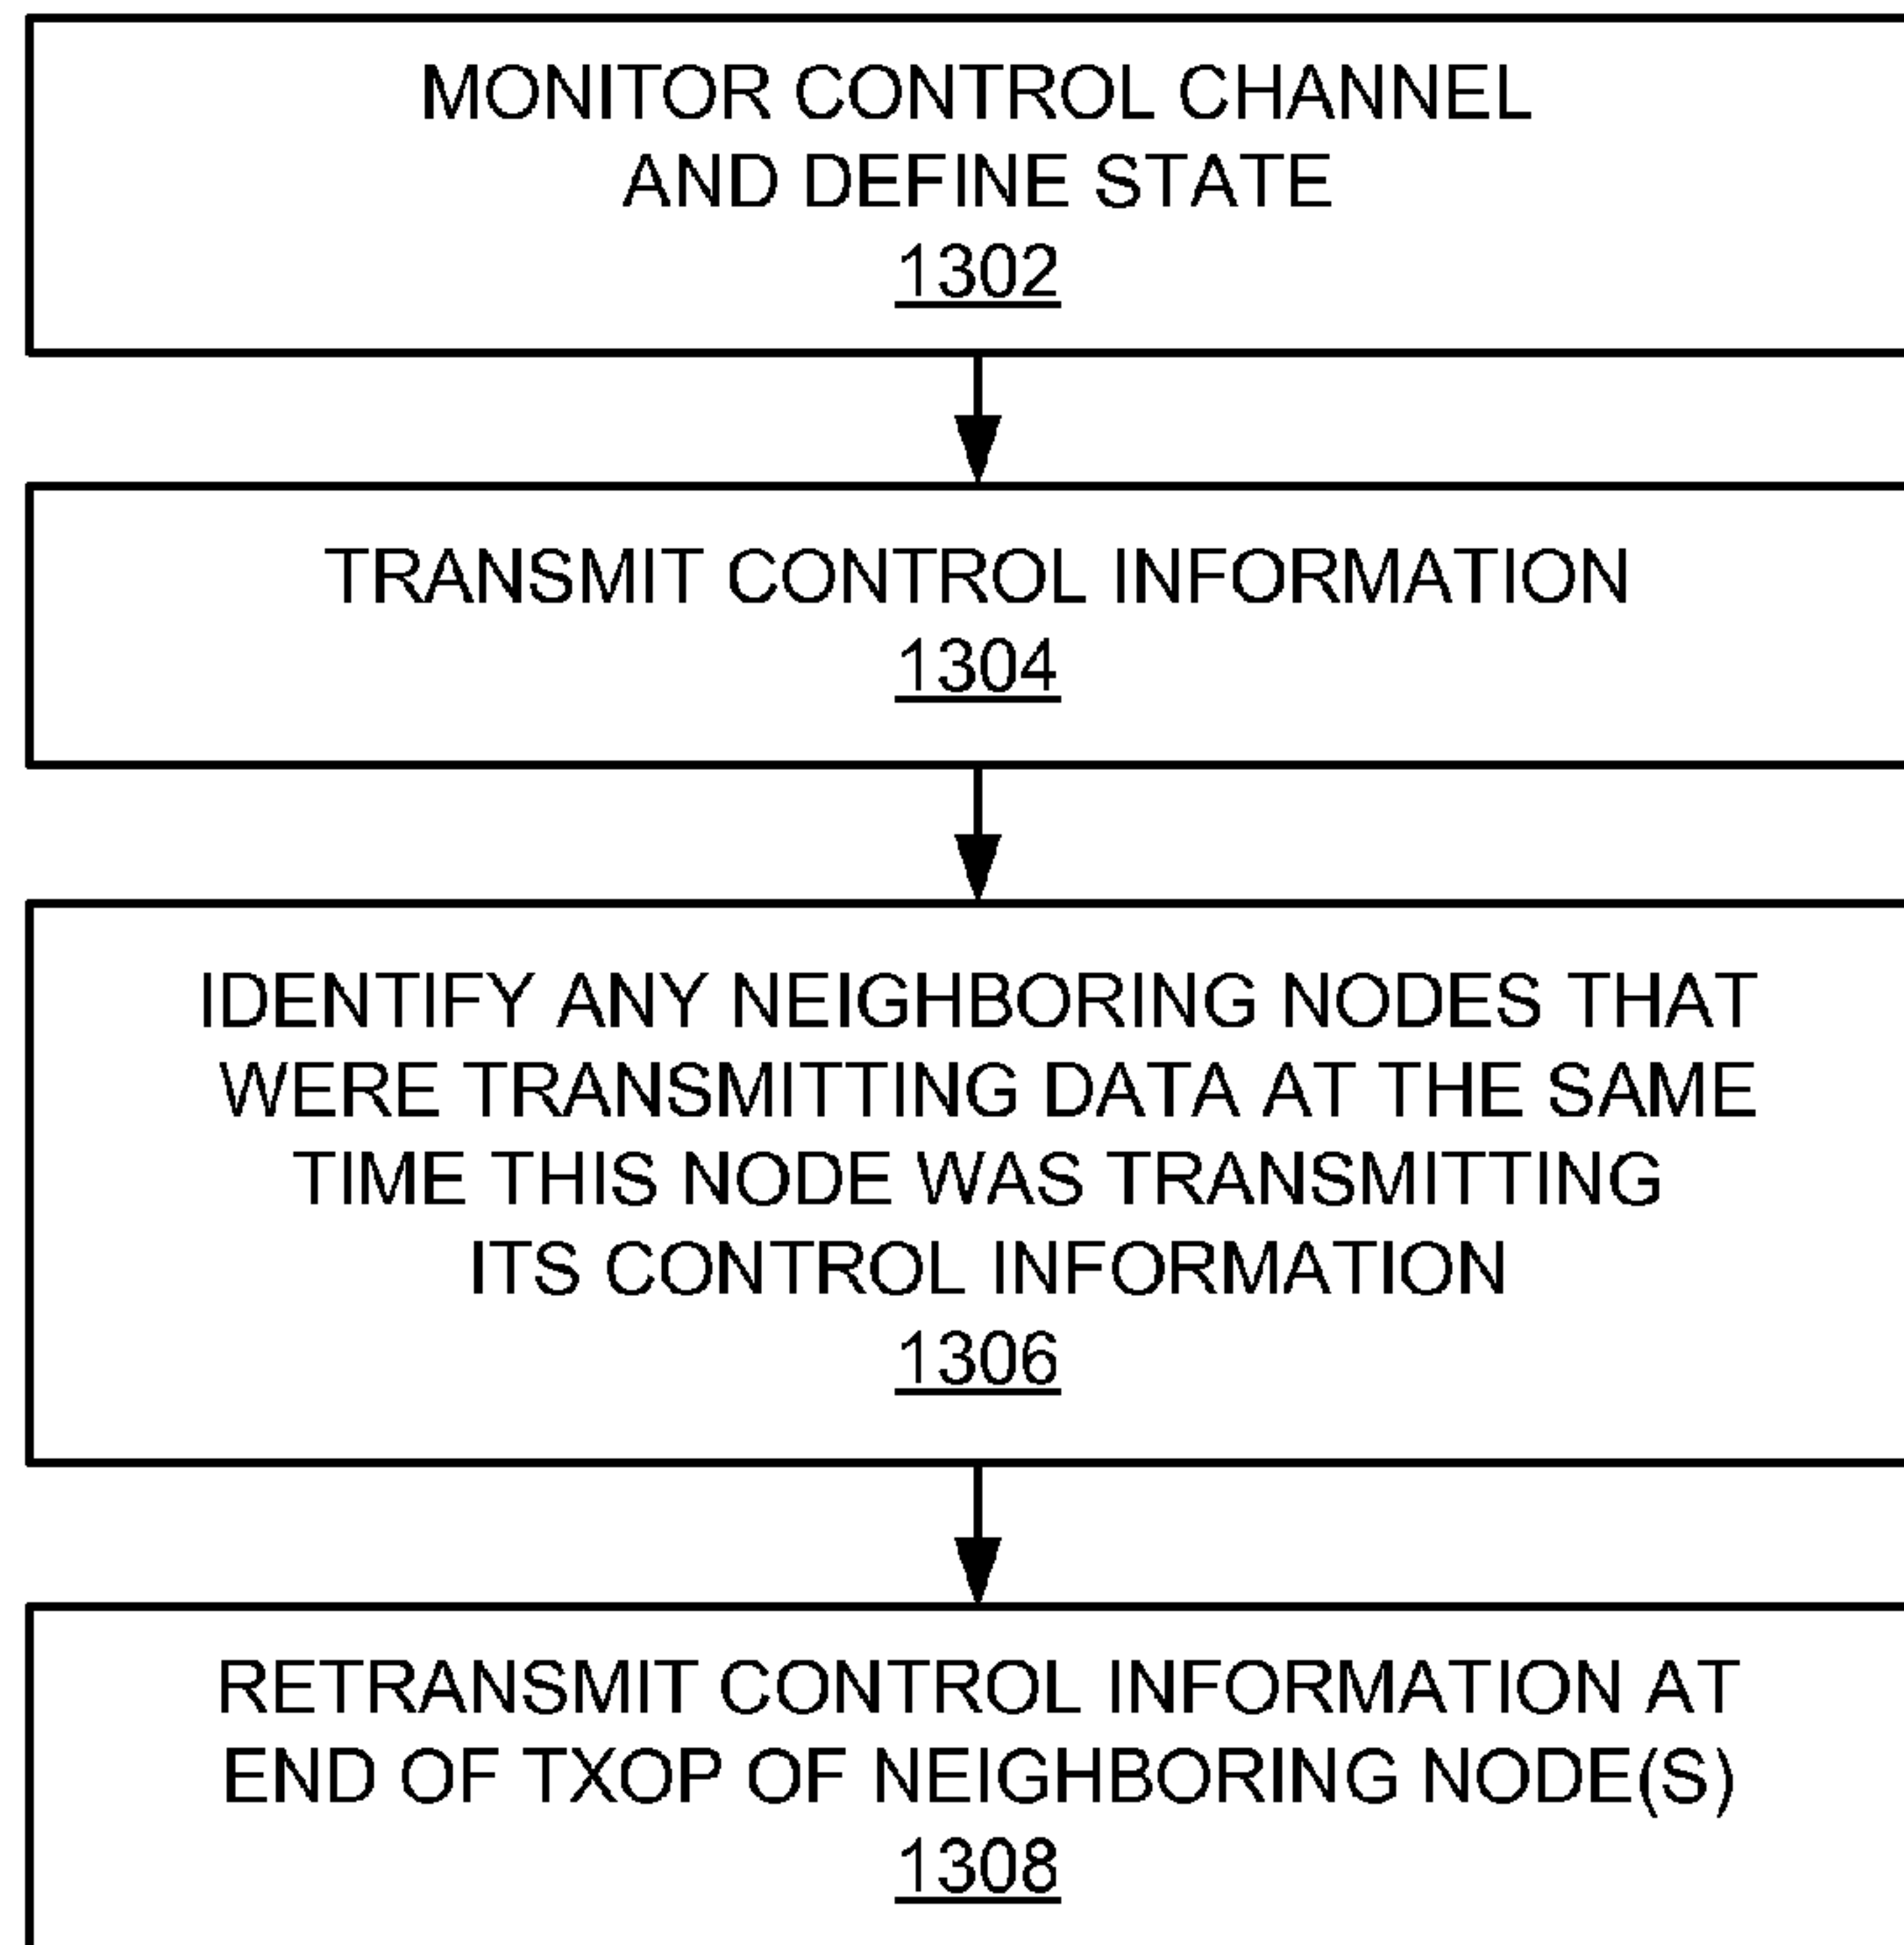 MONITOR CONTROL CHANNEL
AND DEFINE STATE
1302
TRANSMIT CONTROL INFORMATION
1304
IDENTIFY ANY NEIGHBORING NODES THAT
WERE TRANSMITTING DATA AT THE SAME
TIME THIS NODE WAS TRANSMITTING
ITS CONTROL INFORMATION
1306
RETRANSMIT CONTROL INFORMATION AT
END OF TXOP OF NEIGHBORING NODE(S)
1308